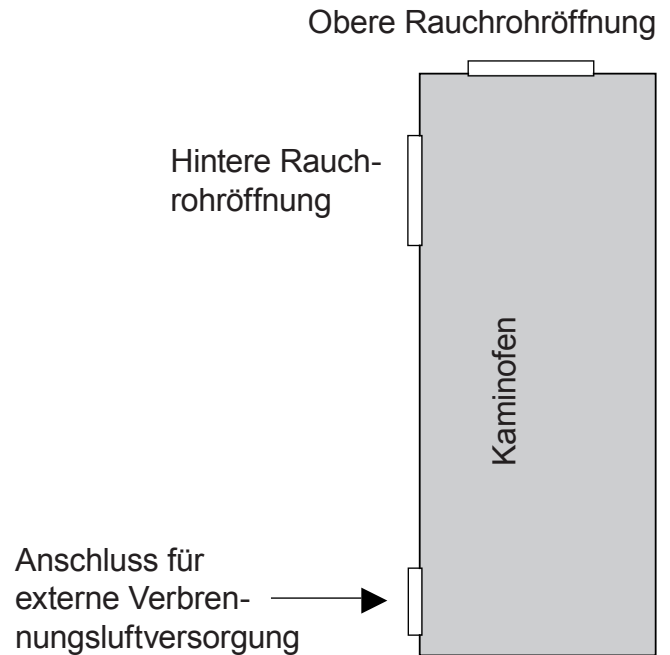 Obere Rauchrohröffnung
Hintere Rauch-
rohröffnung
Kaminofen
Anschluss für
externe Verbren-
nungsluftversorgung